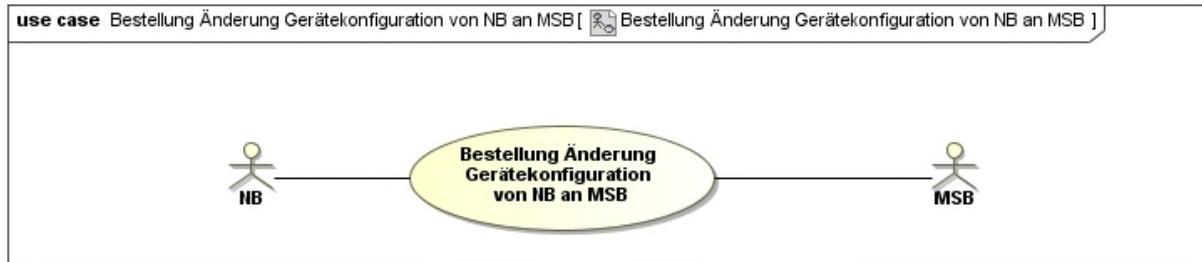 use case Bestellung Änderung Gerätekonfiguration von NB an MSB[ Bestellung Änderung Gerätekonfiguration von NB an MSB ]
Bestellung Änderung
Gerätekonfiguration
von NB an MSB
NB
MSB